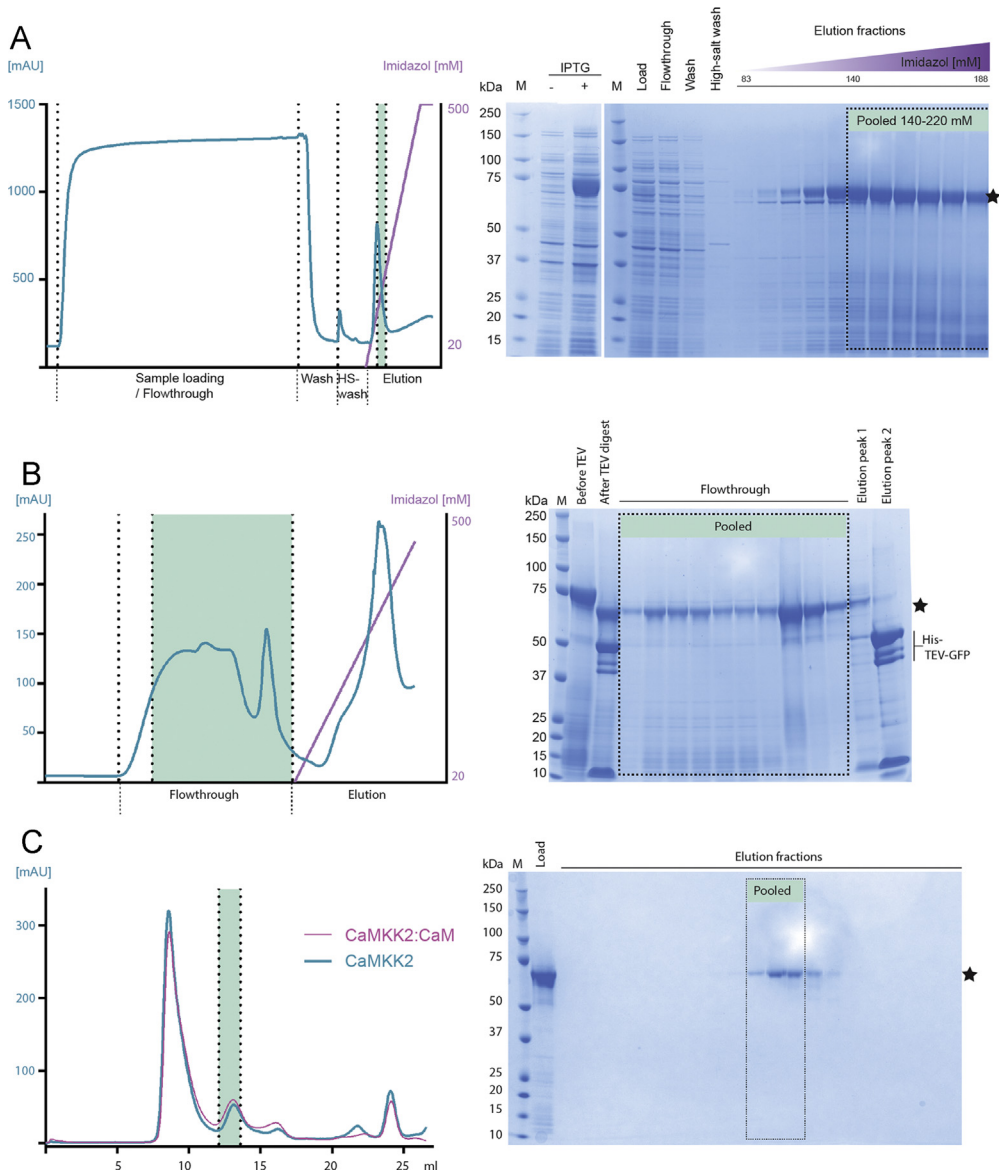 A
[mAU]
Imidazol [mM]
1500
1000
500
500
20
Sample loading
/ Flowthrough
Wash
HS-
wash
Elution
kDa
M
IPTG
-
+
M
Load
Flowthrough
Wash
High-salt wash
Elution fractions
Imidazol [mM]
83
140
188
Pooled 140-220 mM
250
150
100
75
50
37
25
20
15
B
[mAU]
Imidazol [mM]
250
200
150
100
50
500
20
Flowthrough
Elution
kDa
M
Before TEV
After TEV digest
Flowthrough
Elution peak 1
Elution peak 2
Pooled
250
150
100
75
50
37
25
20
15
10
His-
TEV-GFP
C
[mAU]
300
200
100
CaMKK2:CaM
CaMKK2
5
10
15
20
25
ml
kDa
M
Load
Elution fractions
Pooled
250
150
100
75
50
37
25
20
15
10